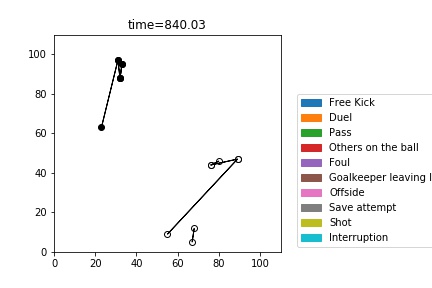 time=840.03
100
80
60
40
20
0
0 20 40 60 80 100
Free Kick
Duel
Pass
Others on the ball
Foul
Goalkeeper leaving l
Offside
Save attempt
Shot
Interruption